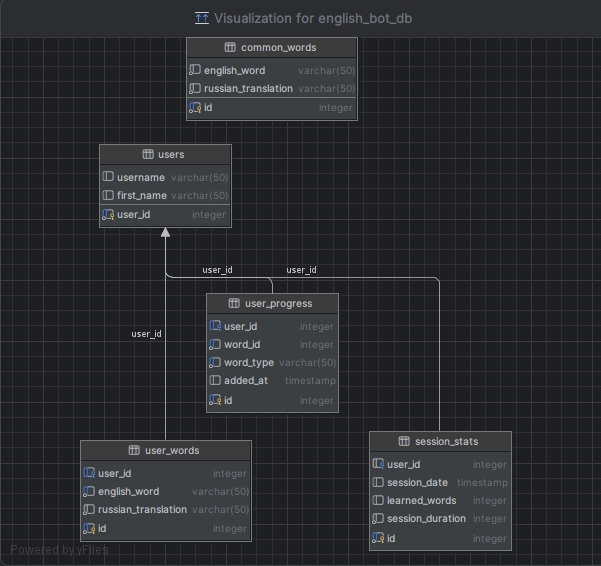 Visualization for english_bot_db
common_words
english_word varchar(50)
russian_translation varchar(50)
id integer
users
username varchar(50)
first_name varchar(50)
user_id integer
user_id
user_id
user_id
user_progress
user_id integer
word_id integer
word_type varchar(50)
added_at timestamp
id integer
user_words
user_id integer
english_word varchar(50)
russian_translation varchar(50)
id integer
session_stats
user_id integer
session_date timestamp
learned_words integer
session_duration integer
id integer
Powered by yFiles